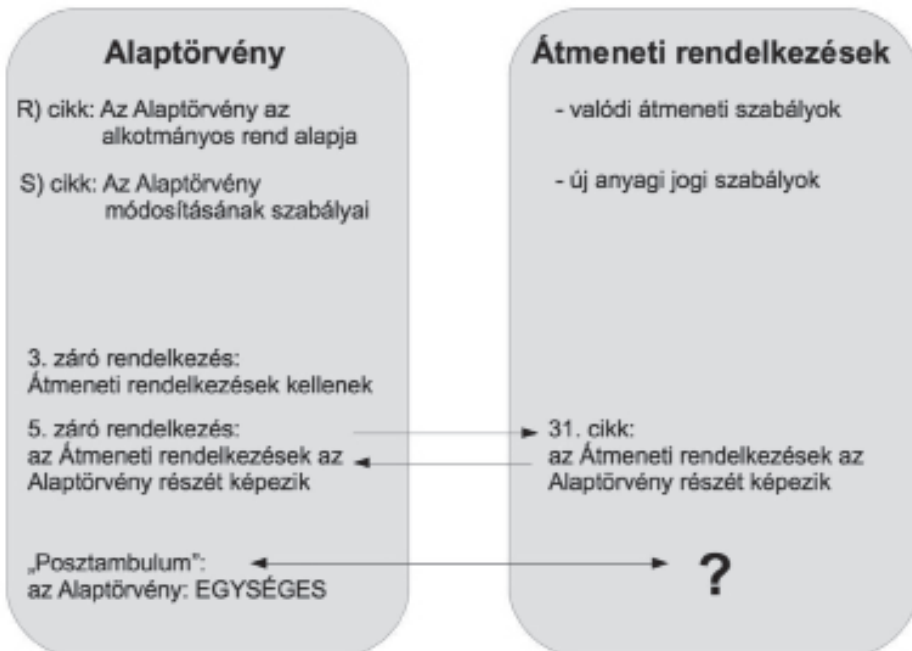 Alaptörvény
R) cikk: Az Alaptörvény az
alkotmányos rend alapja
S) cikk: Az Alaptörvény
módosításának szabályai
3. záró rendelkezés:
Átmeneti rendelkezések kellenek
5. záró rendelkezés:
az Átmeneti rendelkezések az
Alaptörvény részét képezik
„Posztambulum”:
az Alaptörvény: EGYSÉGES
Átmeneti rendelkezések
- valódi átmeneti szabályok
- új anyagi jogi szabályok
31. cikk:
az Átmeneti rendelkezések az
Alaptörvény részét képezik
?